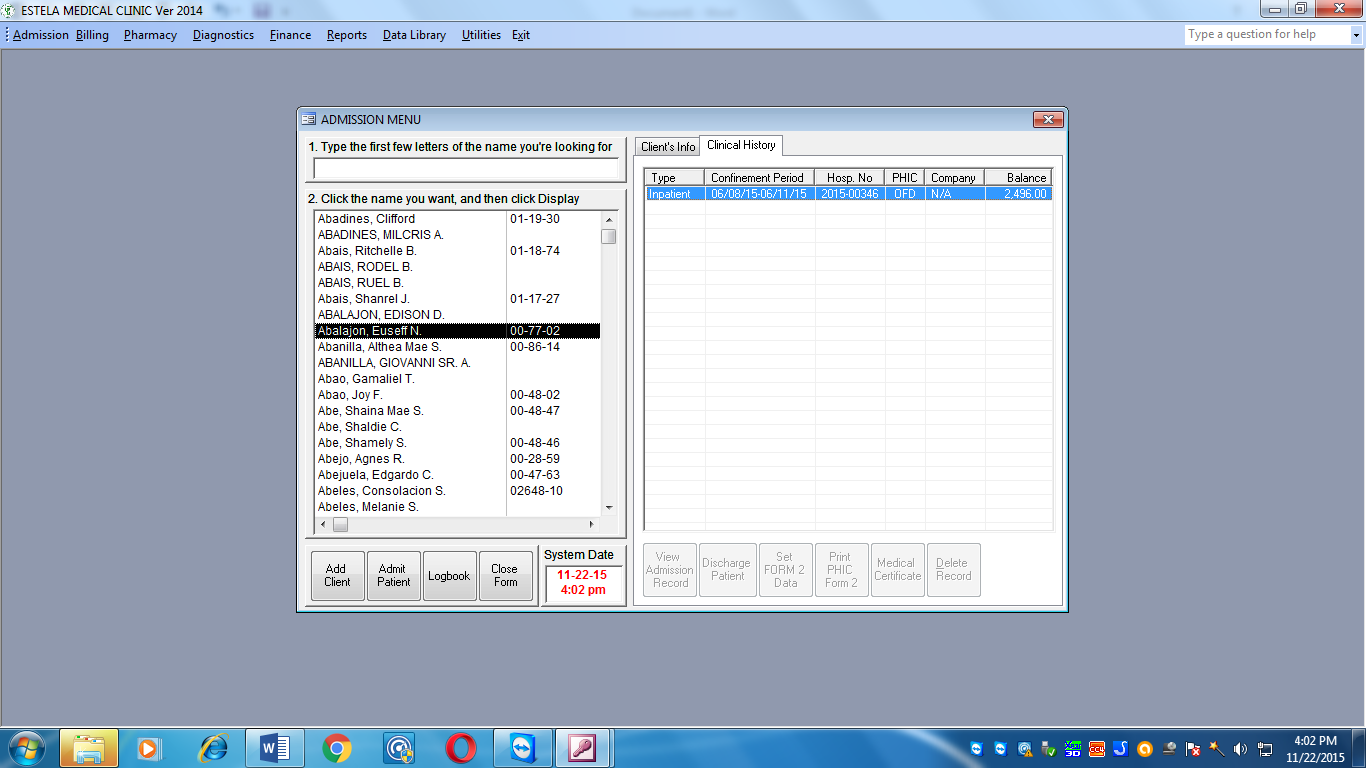 ESTELA MEDICAL CLINIC Ver 2014
Admission Billing Pharmacy Diagnostics Finance Reports Data Library Utilities Exit
Type a question for help
ADMISSION MENU
1. Type the first few letters of the name you're looking for
2. Click the name you want, and then click Display
Abadines, Clifford 01-19-30
ABADINES, MILCRIS A.
Abais, Ritchelle B. 01-18-74
ABAIS, RODEL B.
ABAIS, RUEL B.
Abais, Shanrel J. 01-17-27
ABALAJON, EDISON D.
Abalajon, Euseff N. 00-77-02
Abanilla, Althea Mae S. 00-86-14
ABANILLA, GIOVANNI SR. A.
Abao, Gamaliel T.
Abao, Joy F. 00-48-02
Abe, Shaina Mae S. 00-48-47
Abe, Shaldie C.
Abe, Shamely S. 00-48-46
Abejo, Agnes R. 00-28-59
Abejuela, Edgardo C. 00-47-63
Abeles, Consolacion S. 02648-10
Abeles, Melanie S.
Add
Client
Admit
Patient
Logbook
Close
Form
System Date
11-22-15
4:02 pm
Client's Info Clinical History
Type Confinement Period Hosp. No PHIC Company Balance
Inpatient 06/08/15-06/11/15 2015-00346 OFD N/A 2,496.00
View
Admission
Record
Discharge
Patient
Set
FORM 2
Data
Print
PHIC
Form 2
Medical
Certificate
Delete
Record
4:02 PM
11/22/2015